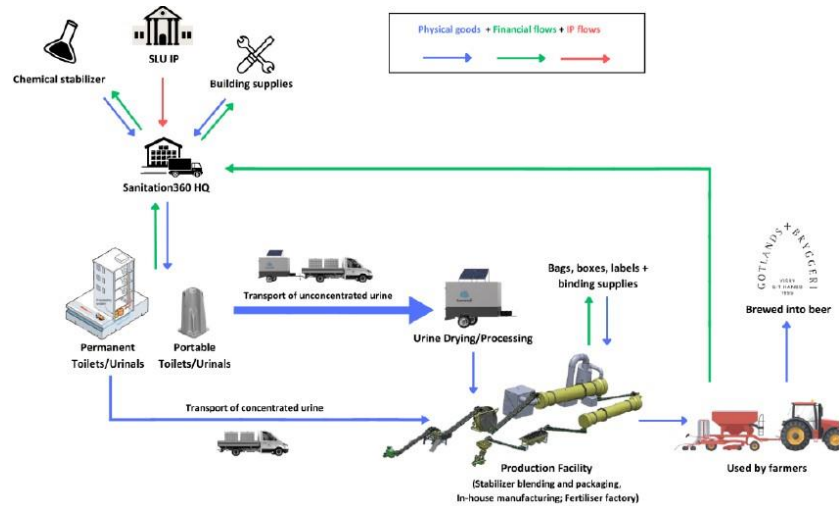 Physical goods + Financial flows + IP flows
SLU IP
Chemical stabilizer
Building supplies
Sanitation360 HQ
GOTLANDS BRYGGERI
VISBY
1995
Bags, boxes, labels +
binding supplies
Brewed into beer
Transport of unconcentrated urine
Urine Drying/Processing
Permanent
Toilets/Urinals
Portable
Toilets/Urinals
Transport of concentrated urine
Production Facility
(Stabilizer blending and packaging,
In-house manufacturing; Fertiliser factory)
Used by farmers